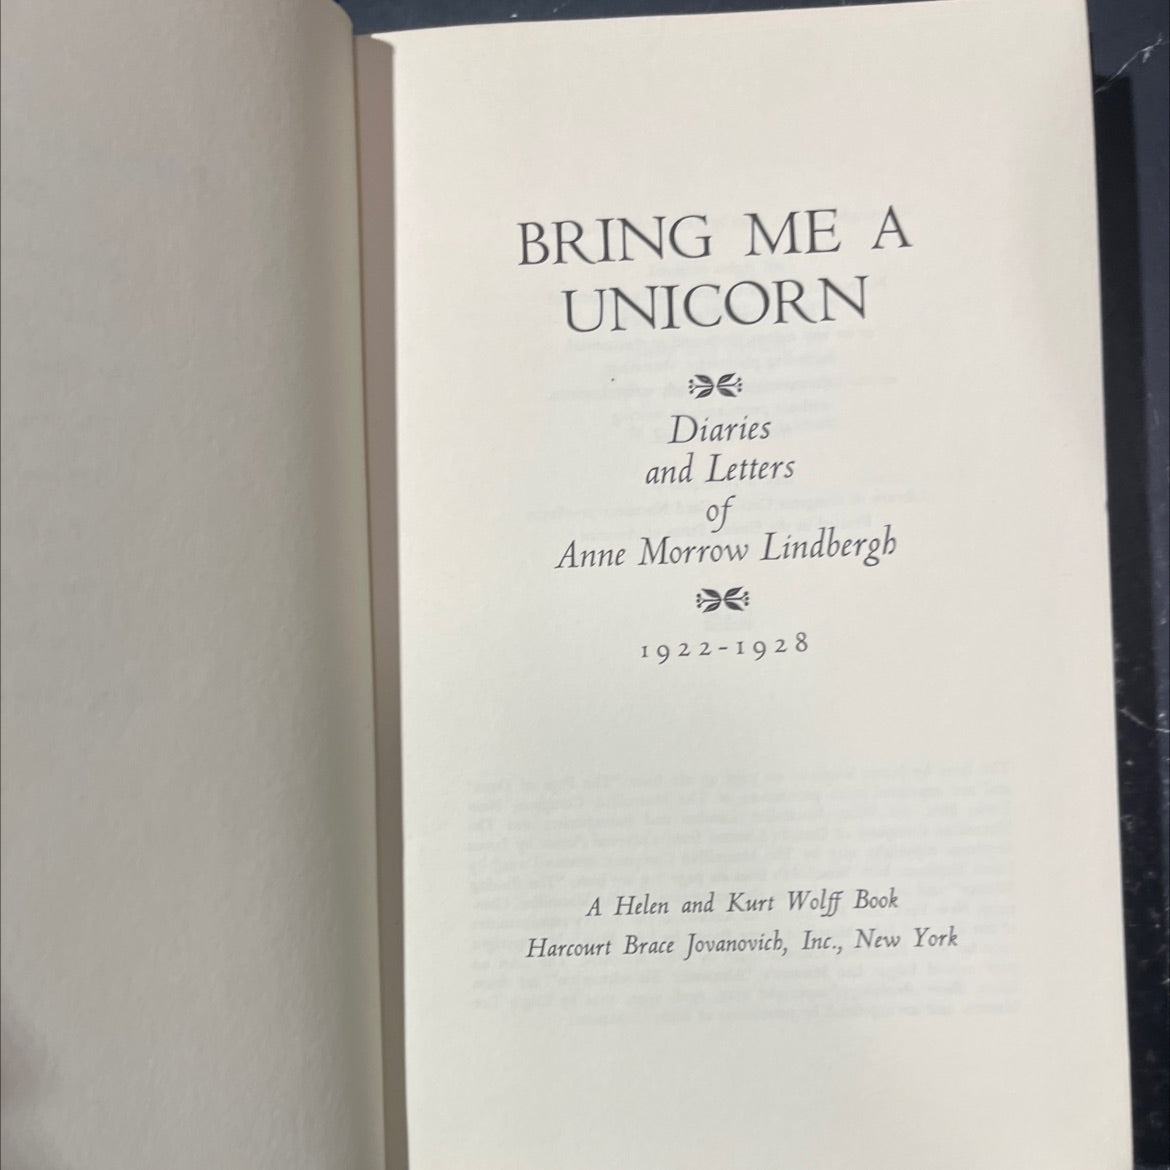 BRING ME A
UNICORN
Diaries
and Letters
of
Anne Morrow Lindbergh
1922-1928
A Helen and Kurt Wolff Book
Harcourt Brace Jovanovich, Inc., New York